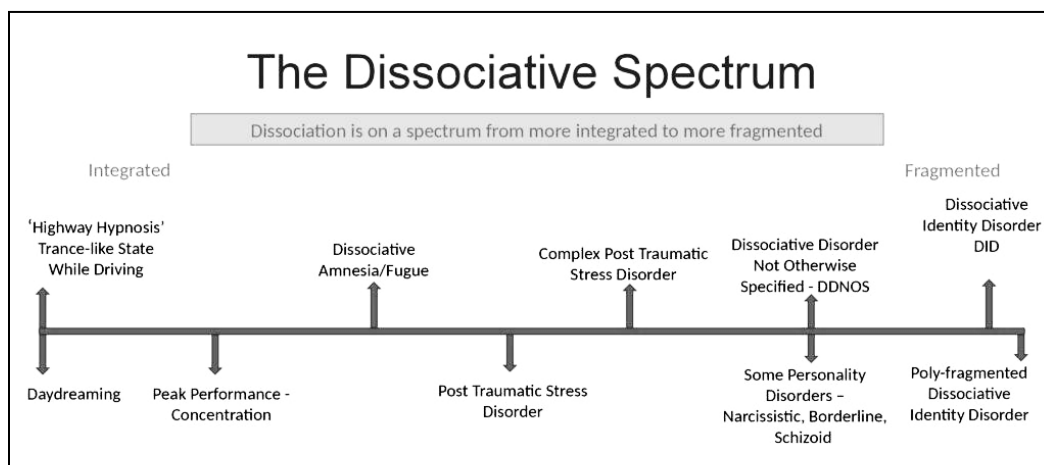 The Dissociative Spectrum
Dissociation is on a spectrum from more integrated to more fragmented
Integrated
Fragmented
‘Highway Hypnosis’
Trance-like State
While Driving
Dissociative
Amnesia/Fugue
Complex Post Traumatic
Stress Disorder
Dissociative Disorder
Not Otherwise
Specified - DDNOS
Dissociative
Identity Disorder
DID
Daydreaming
Peak Performance -
Concentration
Post Traumatic Stress
Disorder
Some Personality
Disorders –
Narcissistic, Borderline,
Schizoid
Poly-fragmented
Dissociative
Identity Disorder